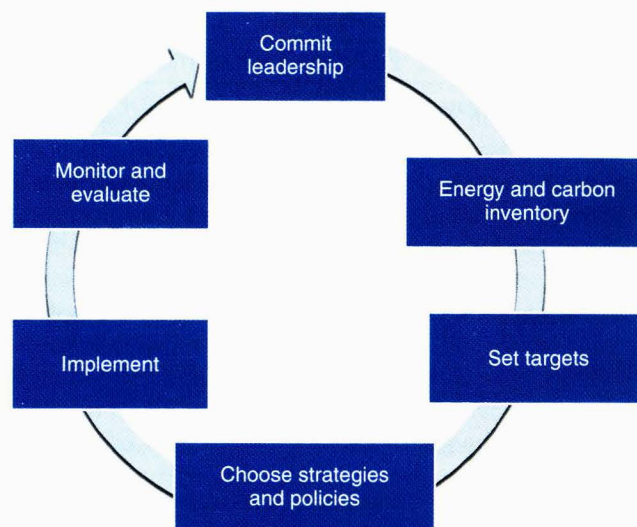 Commit
leadership
Energy and carbon
inventory
Set targets
Choose strategies
and policies
Implement
Monitor and
evaluate